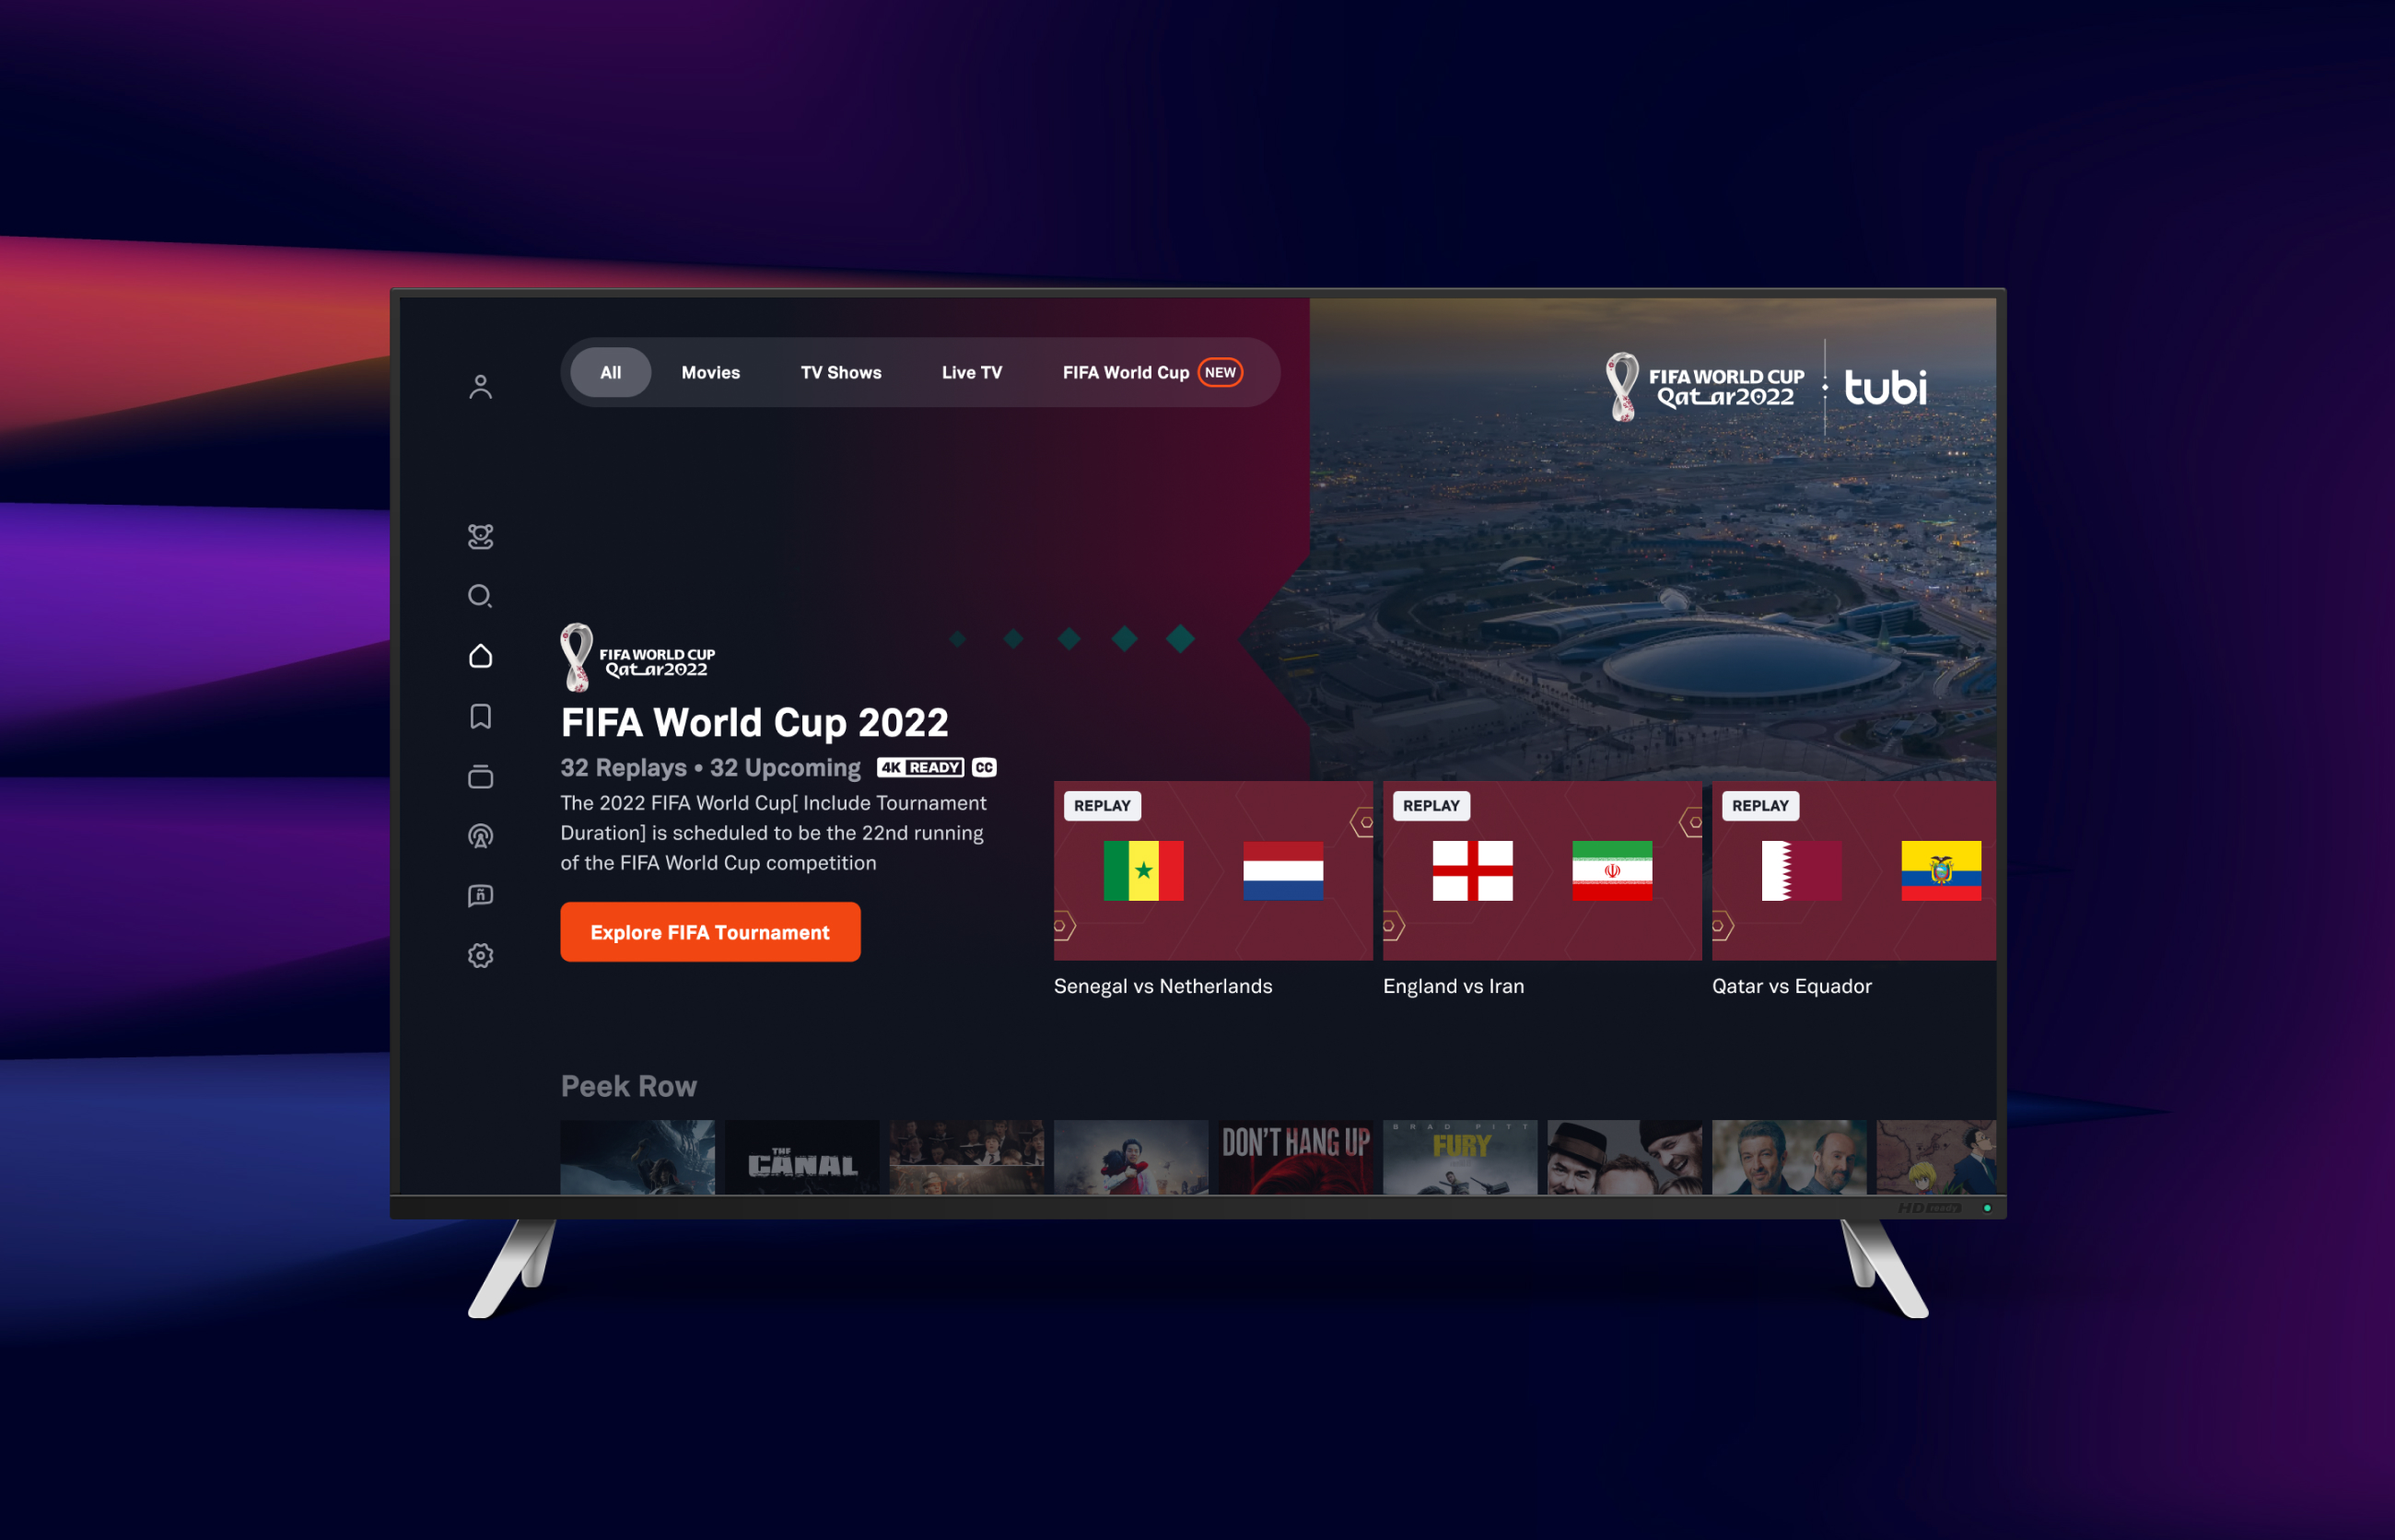 All
Movies
TV Shows
Live TV
FIFA World Cup
NEW
FIFA WORLD CUP
Qatar2022
tubi
FIFA WORLD CUP
Qatar2022
FIFA World Cup 2022
32 Replays • 32 Upcoming
4K READY
CC
The 2022 FIFA World Cup[ Include Tournament
Duration] is scheduled to be the 22nd running
of the FIFA World Cup competition
Explore FIFA Tournament
REPLAY
REPLAY
REPLAY
ñ
Senegal vs Netherlands
England vs Iran
Qatar vs Equador
Peek Row
THE
CANAL
DON'T HANG UP
BRAD PITT
FURY
HD ready